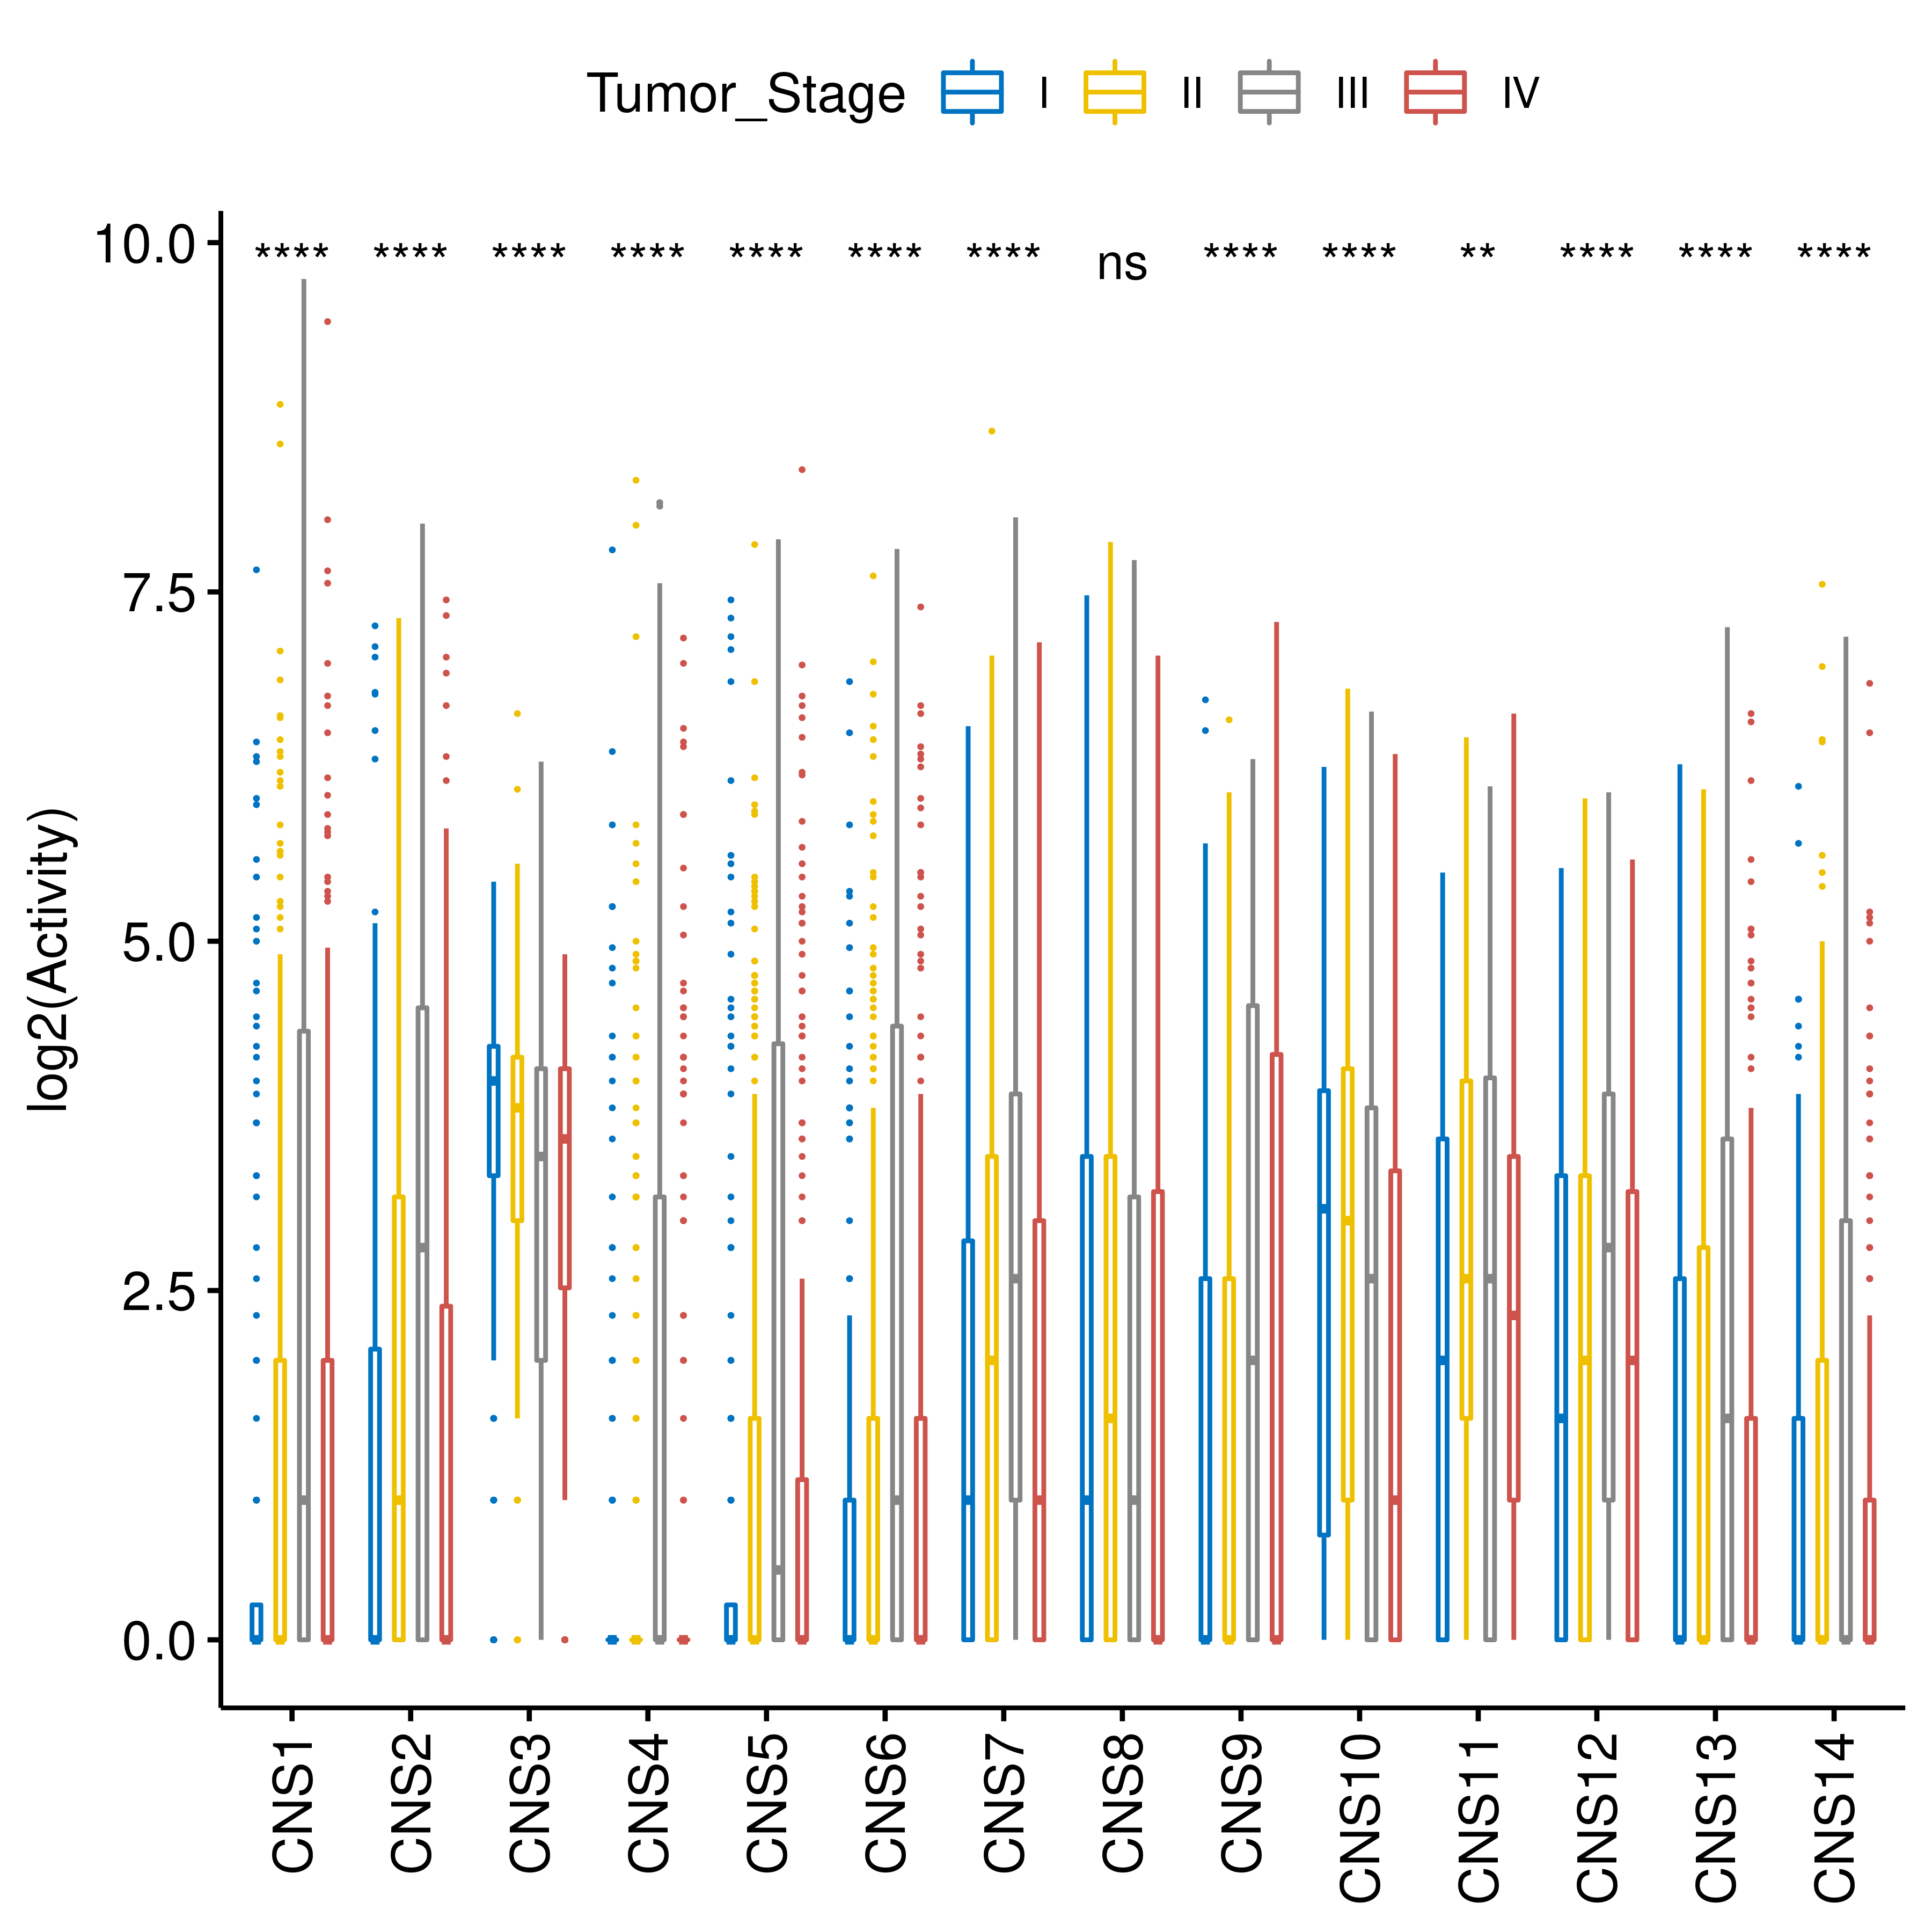 Tumor_Stage I II III IV
10.0
7.5
5.0
2.5
0.0
log2(Activity)
**** **** **** **** **** **** **** ns **** **** ** **** **** ****
CNS1 CNS2 CNS3 CNS4 CNS5 CNS6 CNS7 CNS8 CNS9 CNS10 CNS11 CNS12 CNS13 CNS14